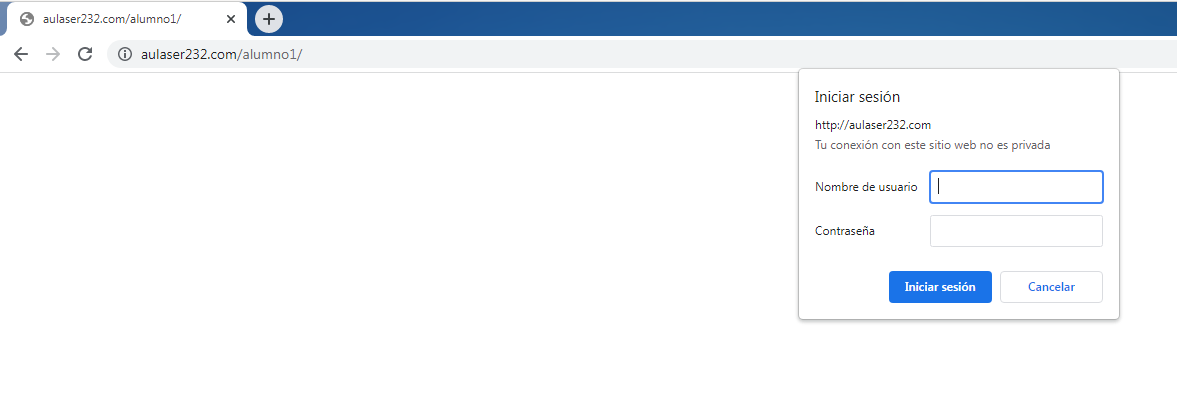 aulaser232.com/alumno1/
aulaser232.com/alumno1/
Iniciar sesión
http://aulaser232.com
Tu conexión con este sitio web no es privada
Nombre de usuario
Contraseña
Iniciar sesión Cancelar